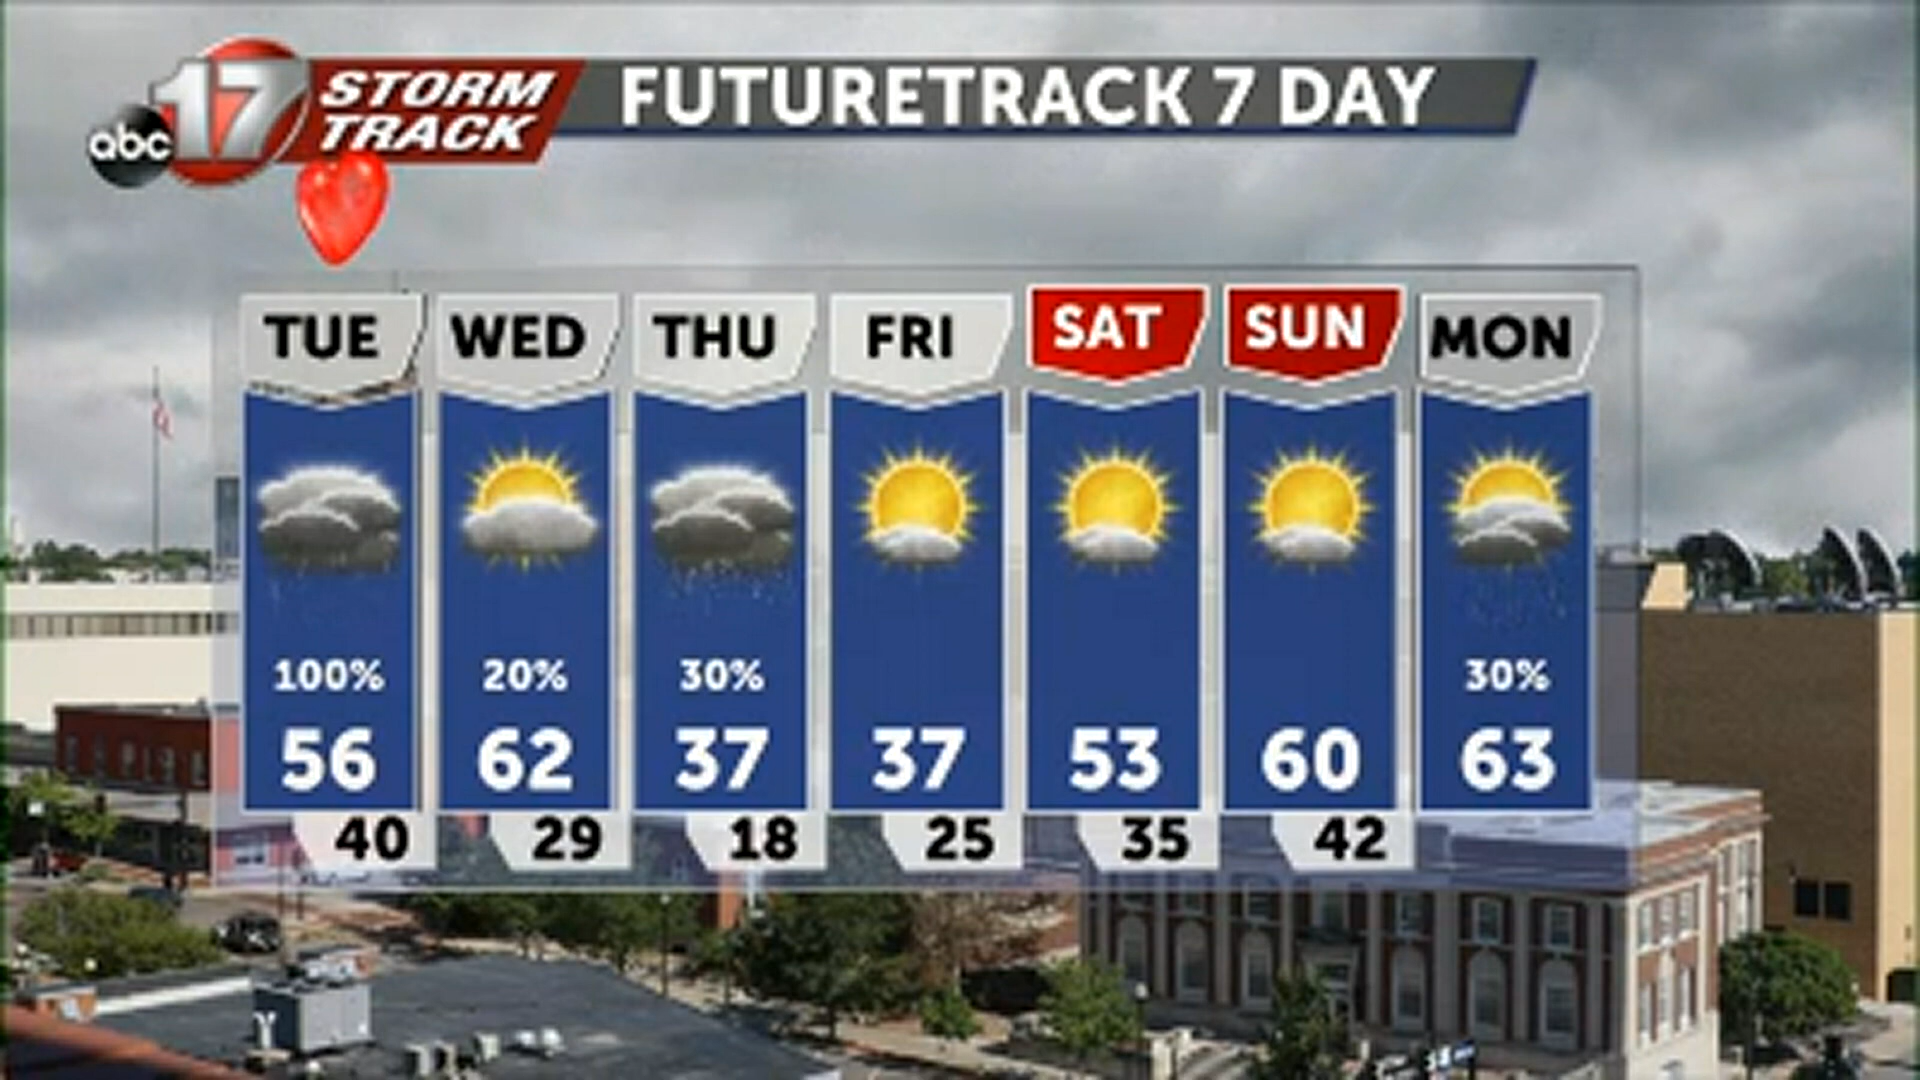 abc 17 STORM TRACK
FUTURETRACK 7 DAY
TUE WED THU FRI SAT SUN MON
100% 20% 30% 30%
56 62 37 37 53 60 63
40 29 18 25 35 42